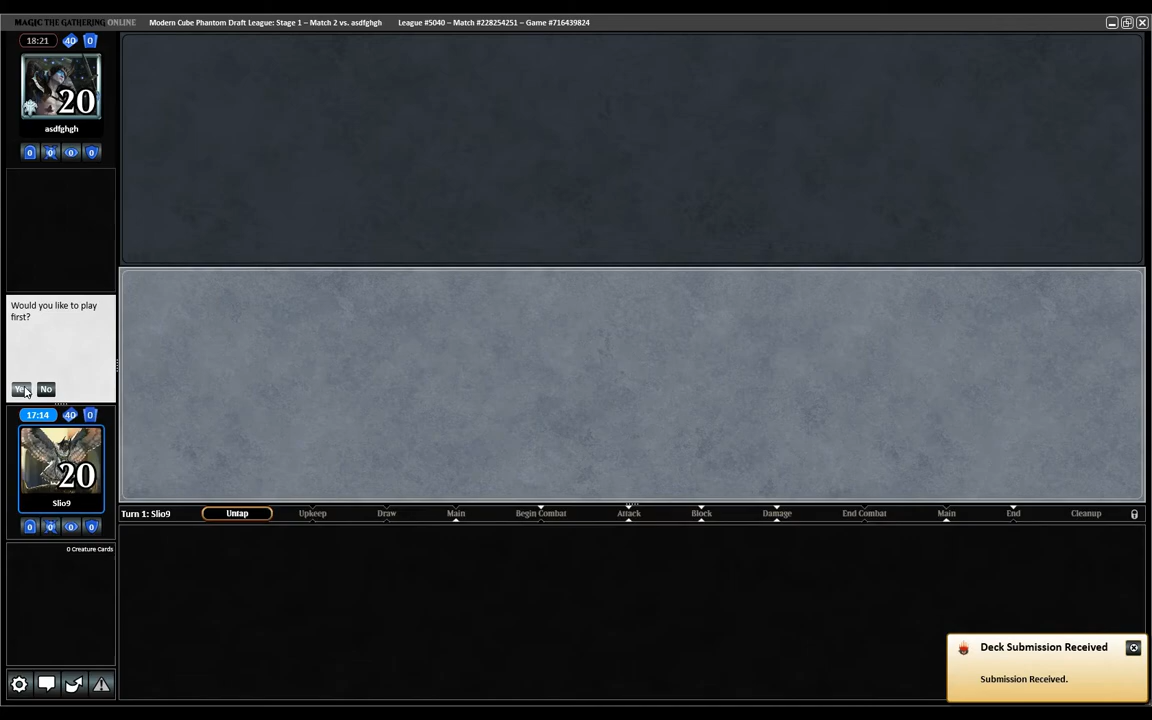 MAGIC THE GATHERING ONLINE Modern Cube Phantom Draft League: Stage 1 – Match 2 vs. asdfghgh League #5040 – Match #228254251 – Game #716439824
18:21 40 0
20
asdfghgh
0 0 0 0
Would you like to play
first?
Yes No
17:14 40 0
20
Slio9
0 0 0 0
Turn 1: Slio9 Untap Upkeep Draw Main Begin Combat Attack Block Damage End Combat Main End Cleanup
0 Creature Cards
Deck Submission Received
Submission Received.